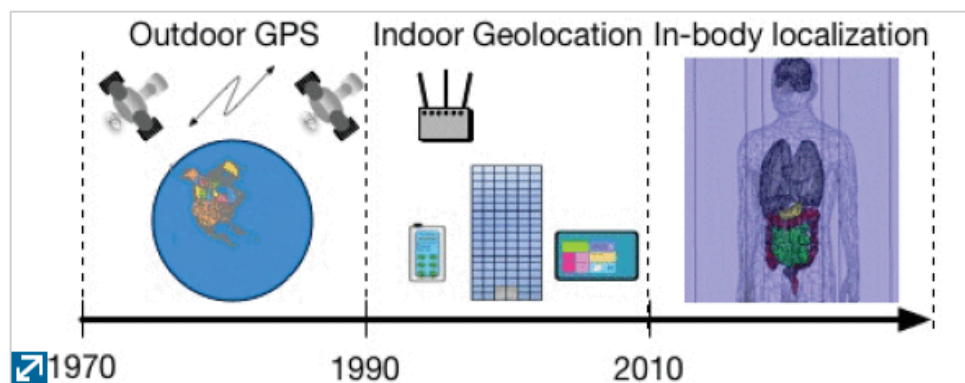 Outdoor GPS
Indoor Geolocation
In-body localization
1970
1990
2010